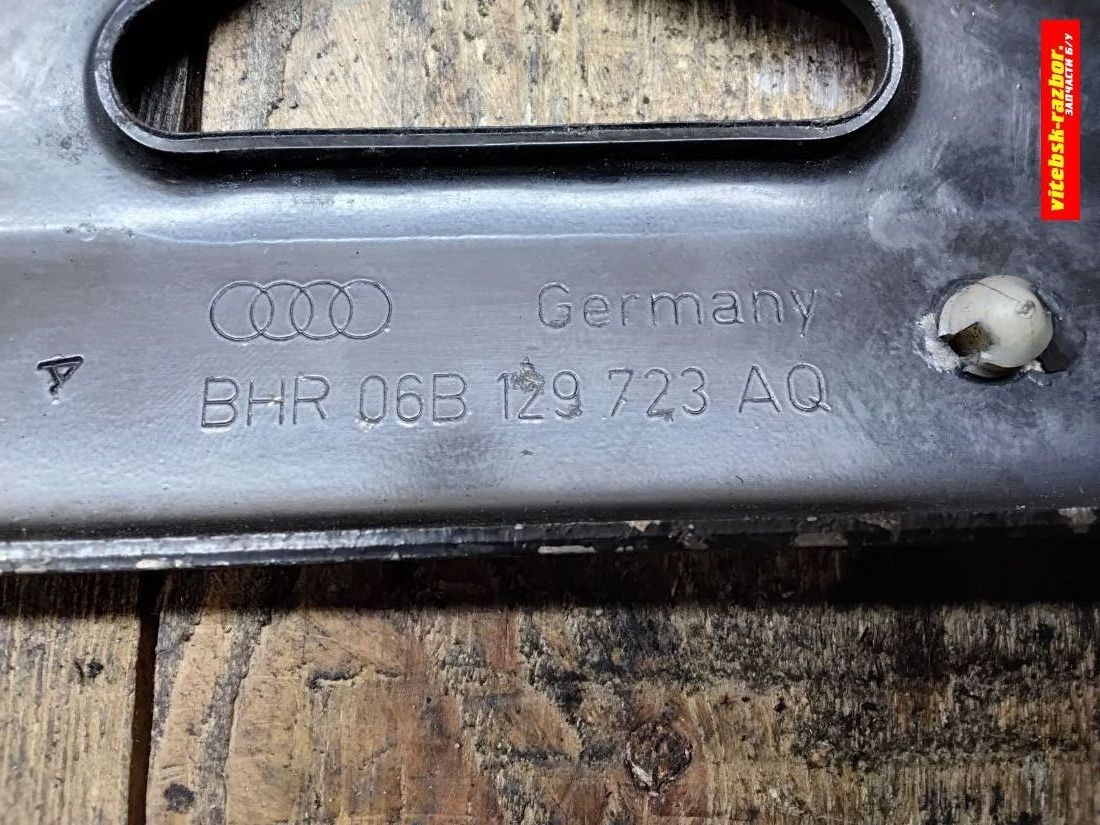 vitebsk-razbor.
ЗАПЧАСТИ Б/У
Germany
A
BHR 06B 129 723 AQ